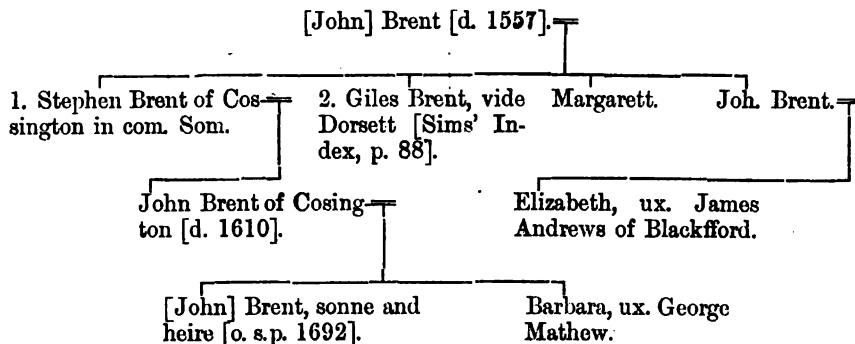 [John] Brent [d. 1557].
1. Stephen Brent of Cos-
sington in com. Som.
2. Giles Brent, vide
Dorsett [Sims' In-
dex, p. 88].
Margarett.
Joh. Brent.
John Brent of Cosing-
ton [d. 1610].
Elizabeth, ux. James
Andrews of Blackfford.
[John] Brent, sonne and
heire [o. s.p. 1692].
Barbara, ux. George
Mathew.